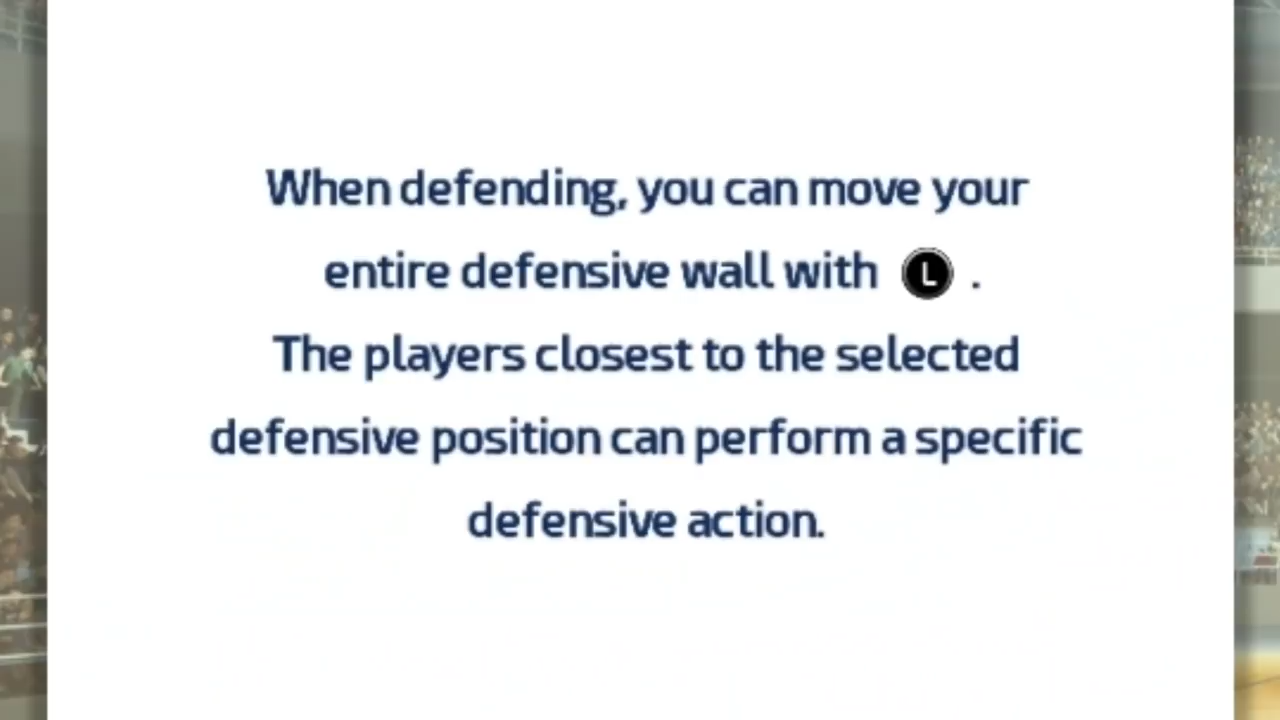 When defending, you can move your
entire defensive wall with L .
The players closest to the selected
defensive position can perform a specific
defensive action.